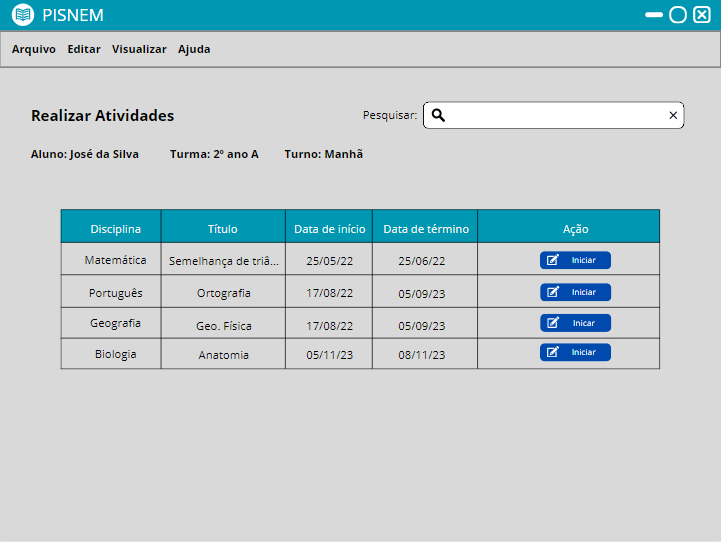 PISNEM
Arquivo Editar Visualizar Ajuda
Realizar Atividades Pesquisar:
Aluno: José da Silva Turma: 2º ano A Turno: Manhã
Disciplina Título Data de início Data de término Ação
Matemática Semelhança de triâ... 25/05/22 25/06/22 Iniciar
Português Ortografia 17/08/22 05/09/23 Iniciar
Geografia Geo. Física 17/08/22 05/09/23 Inicar
Biologia Anatomia 05/11/23 08/11/23 Iniciar